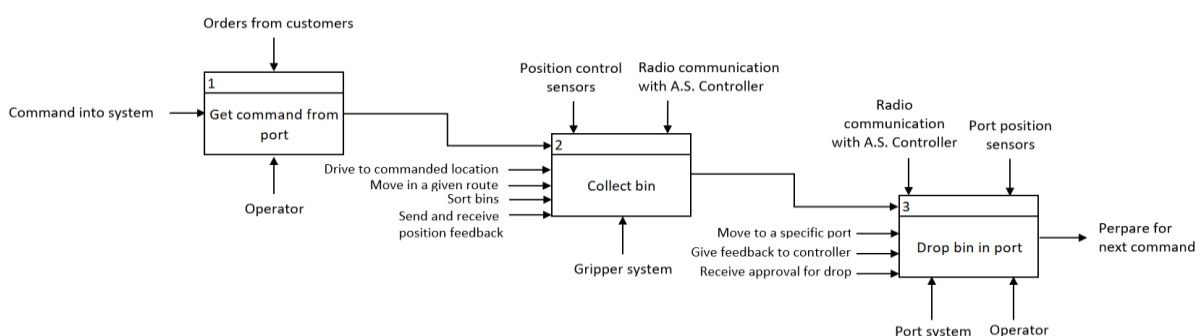 Orders from customers
1
Command into system
Get command from
port
Operator
Position control
sensors
Radio communication
with A.S. Controller
2
Collect bin
Drive to commanded location
Move in a given route
Sort bins
Send and receive
position feedback
Gripper system
Radio
communication
with A.S. Controller
Port position
sensors
3
Drop bin in port
Move to a specific port
Give feedback to controller
Receive approval for drop
Perpare for
next command
Port system
Operator